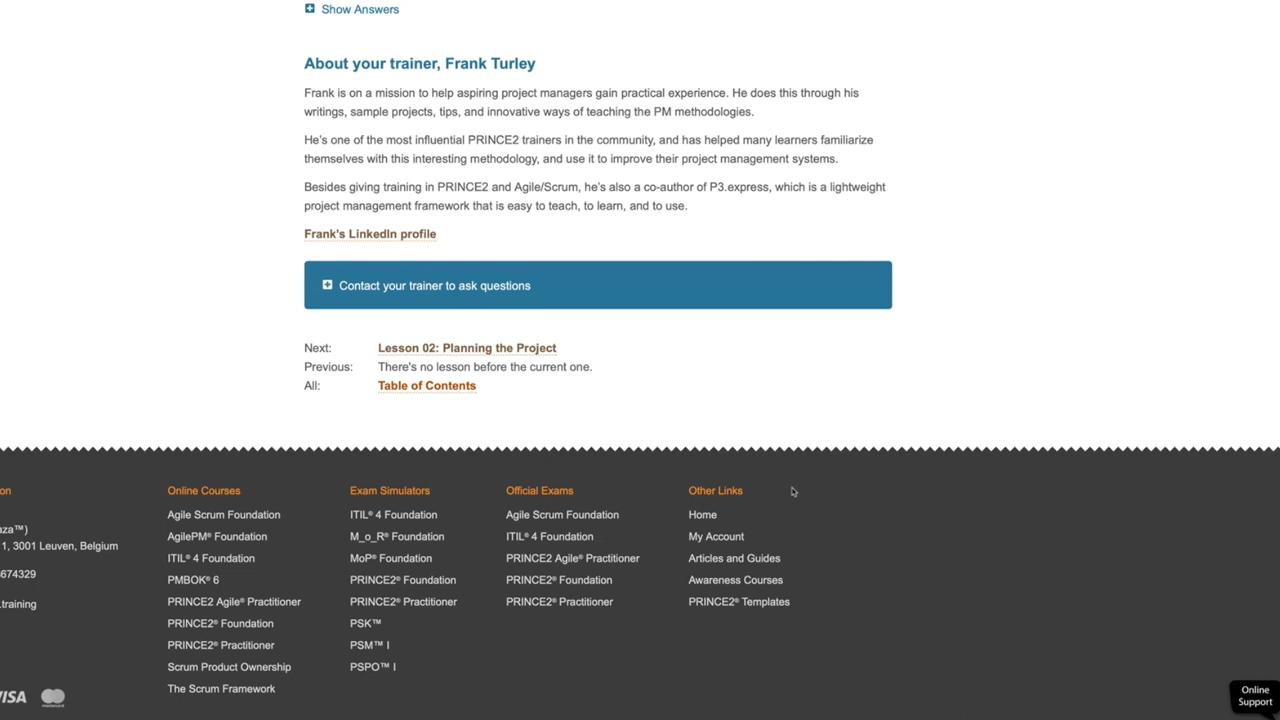 Show Answers
About your trainer, Frank Turley
Frank is on a mission to help aspiring project managers gain practical experience. He does this through his
writings, sample projects, tips, and innovative ways of teaching the PM methodologies.
He's one of the most influential PRINCE2 trainers in the community, and has helped many learners familiarize
themselves with this interesting methodology, and use it to improve their project management systems.
Besides giving training in PRINCE2 and Agile/Scrum, he's also a co-author of P3.express, which is a lightweight
project management framework that is easy to teach, to learn, and to use.
Frank's LinkedIn profile
Contact your trainer to ask questions
Next: Lesson 02: Planning the Project
Previous: There's no lesson before the current one.
All: Table of Contents
on
aza™)
1, 3001 Leuven, Belgium
674329
.training
VISA
mastercard
Online Courses
Agile Scrum Foundation
AgilePM® Foundation
ITIL® 4 Foundation
PMBOK® 6
PRINCE2 Agile® Practitioner
PRINCE2® Foundation
PRINCE2® Practitioner
Scrum Product Ownership
The Scrum Framework
Exam Simulators
ITIL® 4 Foundation
M_o_R® Foundation
MoP® Foundation
PRINCE2® Foundation
PRINCE2® Practitioner
PSK™
PSM™ I
PSPO™ I
Official Exams
Agile Scrum Foundation
ITIL® 4 Foundation
PRINCE2 Agile® Practitioner
PRINCE2® Foundation
PRINCE2® Practitioner
Other Links
Home
My Account
Articles and Guides
Awareness Courses
PRINCE2® Templates
Online
Support